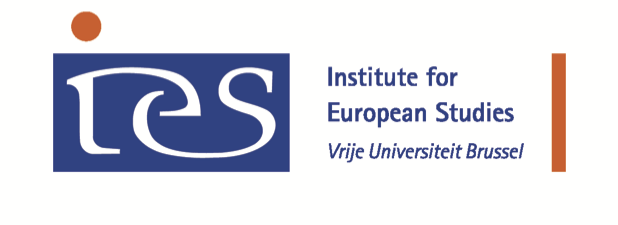 ies
Institute for
European Studies
Vrije Universiteit Brussel